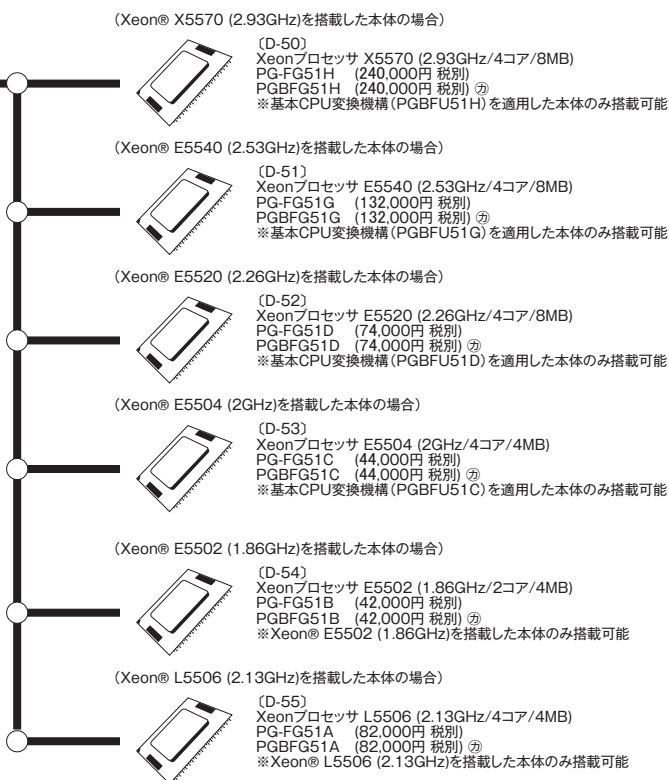 （Xeon® X5570 (2.93GHz)を搭載した本体の場合）
〔D-50〕
Xeonプロセッサ X5570 (2.93GHz/4コア/8MB)
PG-FG51H (240,000円 税別)
PGBFG51H (240,000円 税別) ㋕
※基本CPU変換機構（PGBFU51H）を適用した本体のみ搭載可能
（Xeon® E5540 (2.53GHz)を搭載した本体の場合）
〔D-51〕
Xeonプロセッサ E5540 (2.53GHz/4コア/8MB)
PG-FG51G (132,000円 税別)
PGBFG51G (132,000円 税別) ㋕
※基本CPU変換機構（PGBFU51G）を適用した本体のみ搭載可能
（Xeon® E5520 (2.26GHz)を搭載した本体の場合）
〔D-52〕
Xeonプロセッサ E5520 (2.26GHz/4コア/8MB)
PG-FG51D (74,000円 税別)
PGBFG51D (74,000円 税別) ㋕
※基本CPU変換機構（PGBFU51D）を適用した本体のみ搭載可能
（Xeon® E5504 (2GHz)を搭載した本体の場合）
〔D-53〕
Xeonプロセッサ E5504 (2GHz/4コア/4MB)
PG-FG51C (44,000円 税別)
PGBFG51C (44,000円 税別) ㋕
※基本CPU変換機構（PGBFU51C）を適用した本体のみ搭載可能
（Xeon® E5502 (1.86GHz)を搭載した本体の場合）
〔D-54〕
Xeonプロセッサ E5502 (1.86GHz/2コア/4MB)
PG-FG51B (42,000円 税別)
PGBFG51B (42,000円 税別) ㋕
※Xeon® E5502 (1.86GHz)を搭載した本体のみ搭載可能
（Xeon® L5506 (2.13GHz)を搭載した本体の場合）
〔D-55〕
Xeonプロセッサ L5506 (2.13GHz/4コア/4MB)
PG-FG51A (82,000円 税別)
PGBFG51A (82,000円 税別) ㋕
※Xeon® L5506 (2.13GHz)を搭載した本体のみ搭載可能